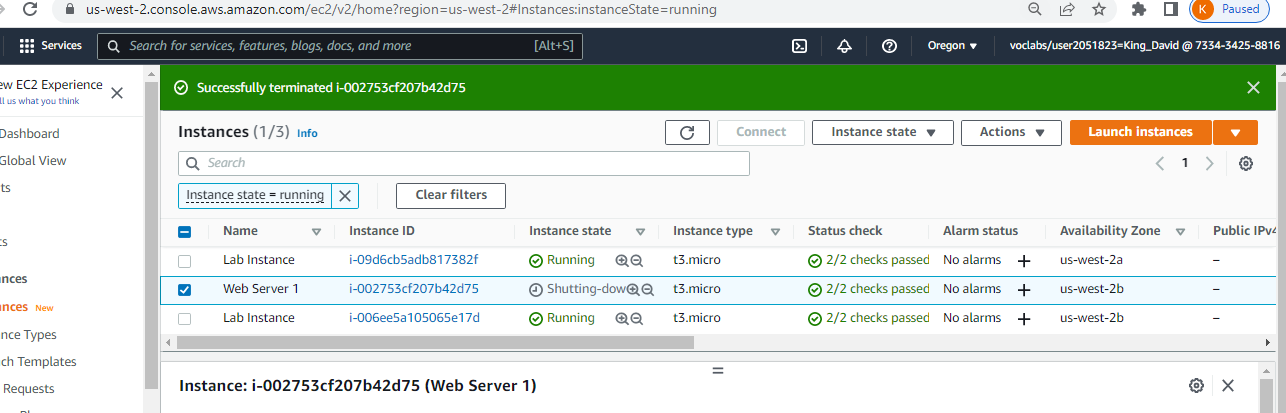 us-west-2.console.aws.amazon.com/ec2/v2/home?region=us-west-2#Instances:instanceState=running
K Paused
Services
Search for services, features, blogs, docs, and more [Alt+S]
Oregon
voclabs/user2051823=King_David @ 7334-3425-8816
ew EC2 Experience
ll us what you think
Dashboard
Global View
ts
ts
nces
nces New
nce Types
ch Templates
Requests
Successfully terminated i-002753cf207b42d75
Instances (1/3) Info
Connect
Instance state
Actions
Launch instances
Search
1
Instance state = running
Clear filters
Name Instance ID Instance state Instance type Status check Alarm status Availability Zone Public IPv4
Lab Instance i-09d6cb5adb817382f Running t3.micro 2/2 checks passed No alarms + us-west-2a –
Web Server 1 i-002753cf207b42d75 Shutting-dow t3.micro 2/2 checks passed No alarms + us-west-2b –
Lab Instance i-006ee5a105065e17d Running t3.micro 2/2 checks passed No alarms + us-west-2b –
Instance: i-002753cf207b42d75 (Web Server 1)